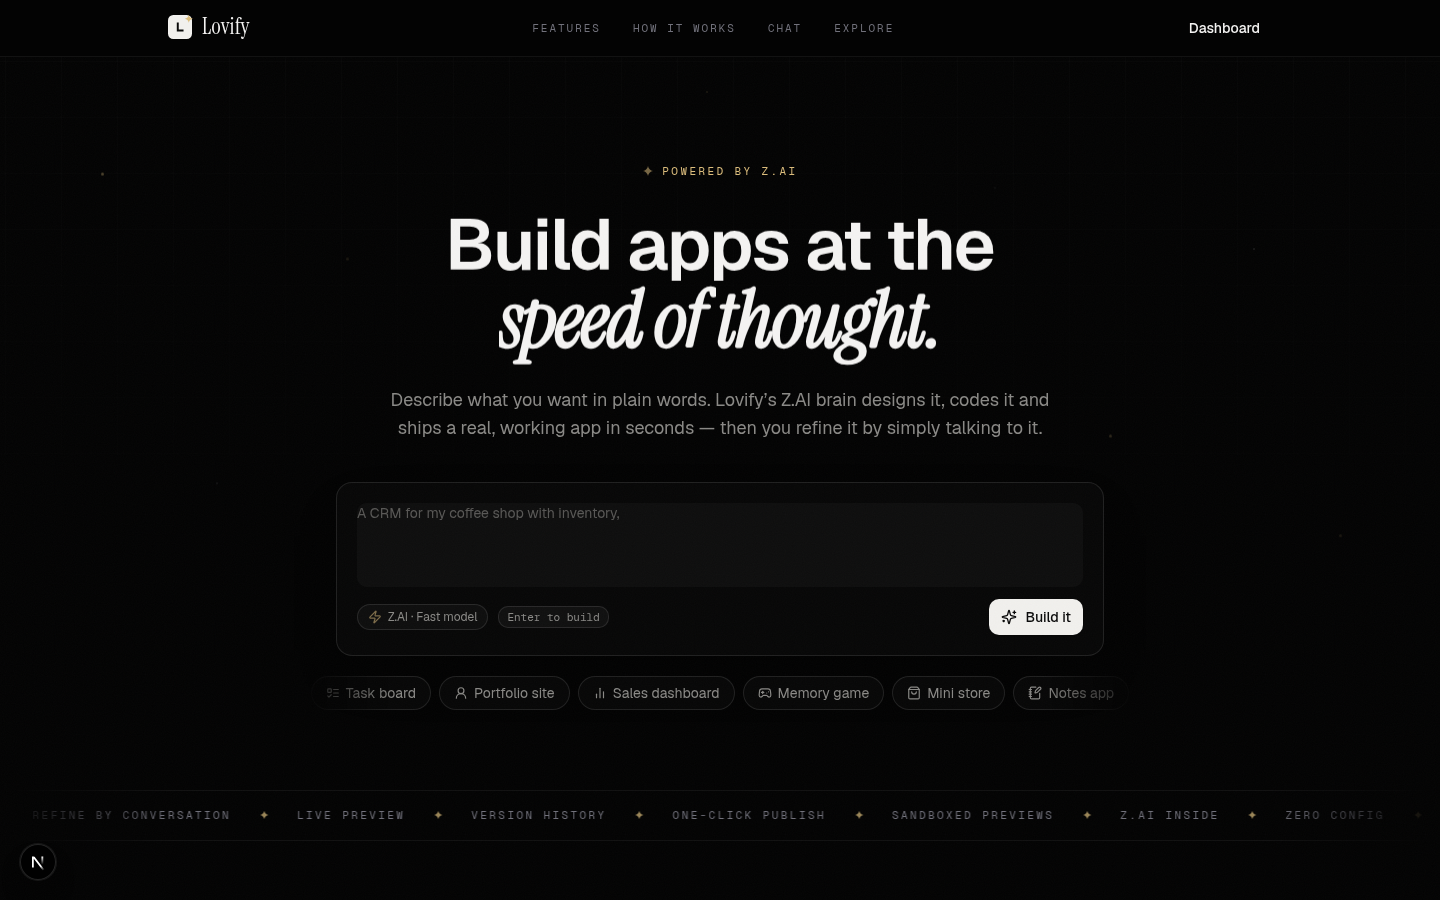 L Lovify
FEATURES HOW IT WORKS CHAT EXPLORE
Dashboard
✦ POWERED BY Z.AI
Build apps at the
speed of thought.
Describe what you want in plain words. Lovify’s Z.AI brain designs it, codes it and
ships a real, working app in seconds — then you refine it by simply talking to it.
A CRM for my coffee shop with inventory,
Z.AI · Fast model
Enter to build
Build it
Task board
Portfolio site
Sales dashboard
Memory game
Mini store
Notes app
REFINE BY CONVERSATION ✦ LIVE PREVIEW ✦ VERSION HISTORY ✦ ONE-CLICK PUBLISH ✦ SANDBOXED PREVIEWS ✦ Z.AI INSIDE ✦ ZERO CONFIG ✦
N